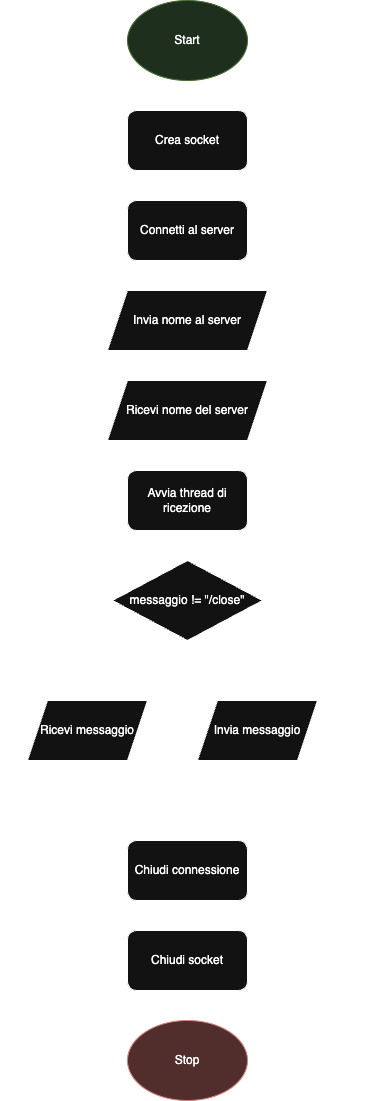 Start
Crea socket
Connetti al server
Invia nome al server
Ricevi nome del server
Avvia thread di
ricezione
messaggio != "/close"
Ricevi messaggio
Invia messaggio
Chiudi connessione
Chiudi socket
Stop